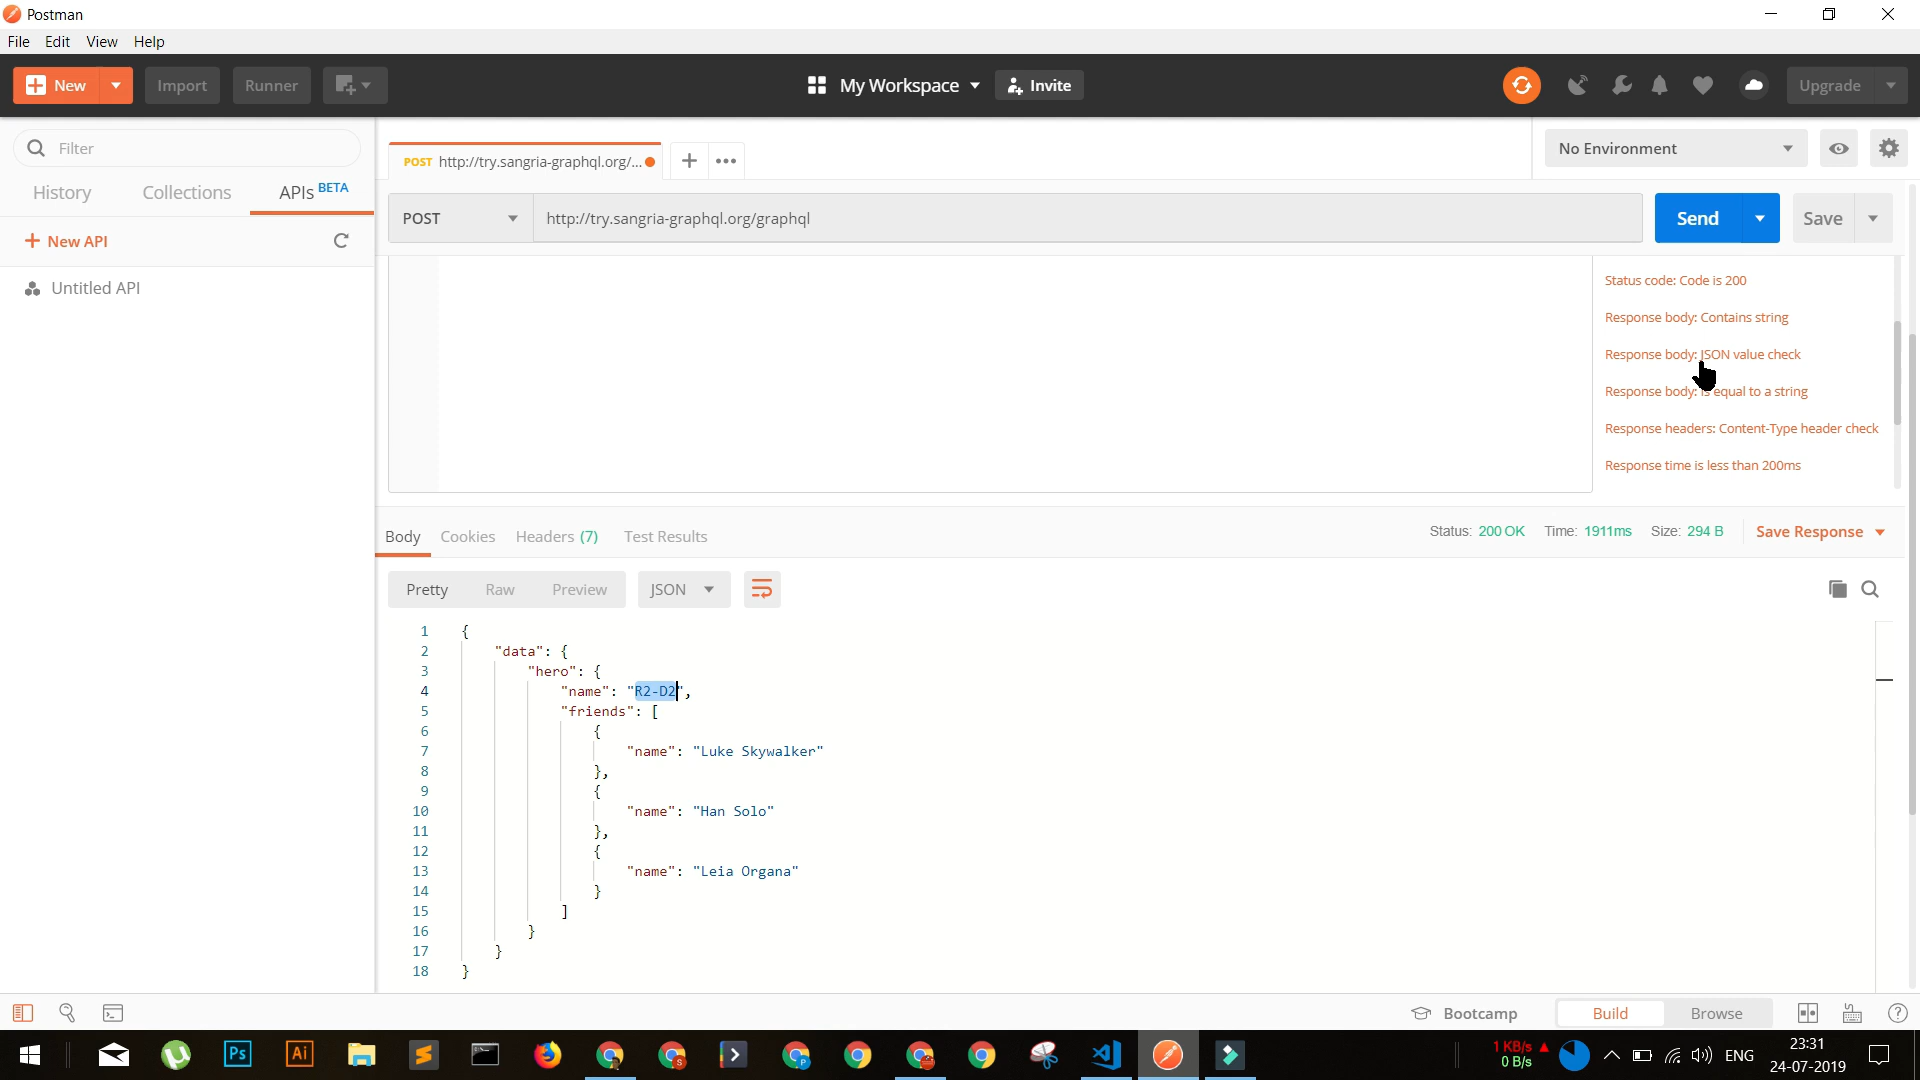 Postman
File Edit View Help
New Import Runner My Workspace Invite Upgrade
Filter
History Collections APIs BETA
New API
Untitled API
POST http://try.sangria-graphql.org/... No Environment
POST http://try.sangria-graphql.org/graphql Send Save
Status code: Code is 200
Response body: Contains string
Response body: JSON value check
Response body: Is equal to a string
Response headers: Content-Type header check
Response time is less than 200ms
Body Cookies Headers (7) Test Results Status: 200 OK Time: 1911ms Size: 294 B Save Response
Pretty Raw Preview JSON
1 {
2 "data": {
3 "hero": {
4 "name": "R2-D2",
5 "friends": [
6 {
7 "name": "Luke Skywalker"
8 },
9 {
10 "name": "Han Solo"
11 },
12 {
13 "name": "Leia Organa"
14 }
15 ]
16 }
17 }
18 }
Bootcamp Build Browse
Ps Ai S P 1 KB/s 0 B/s ENG 23:31
24-07-2019